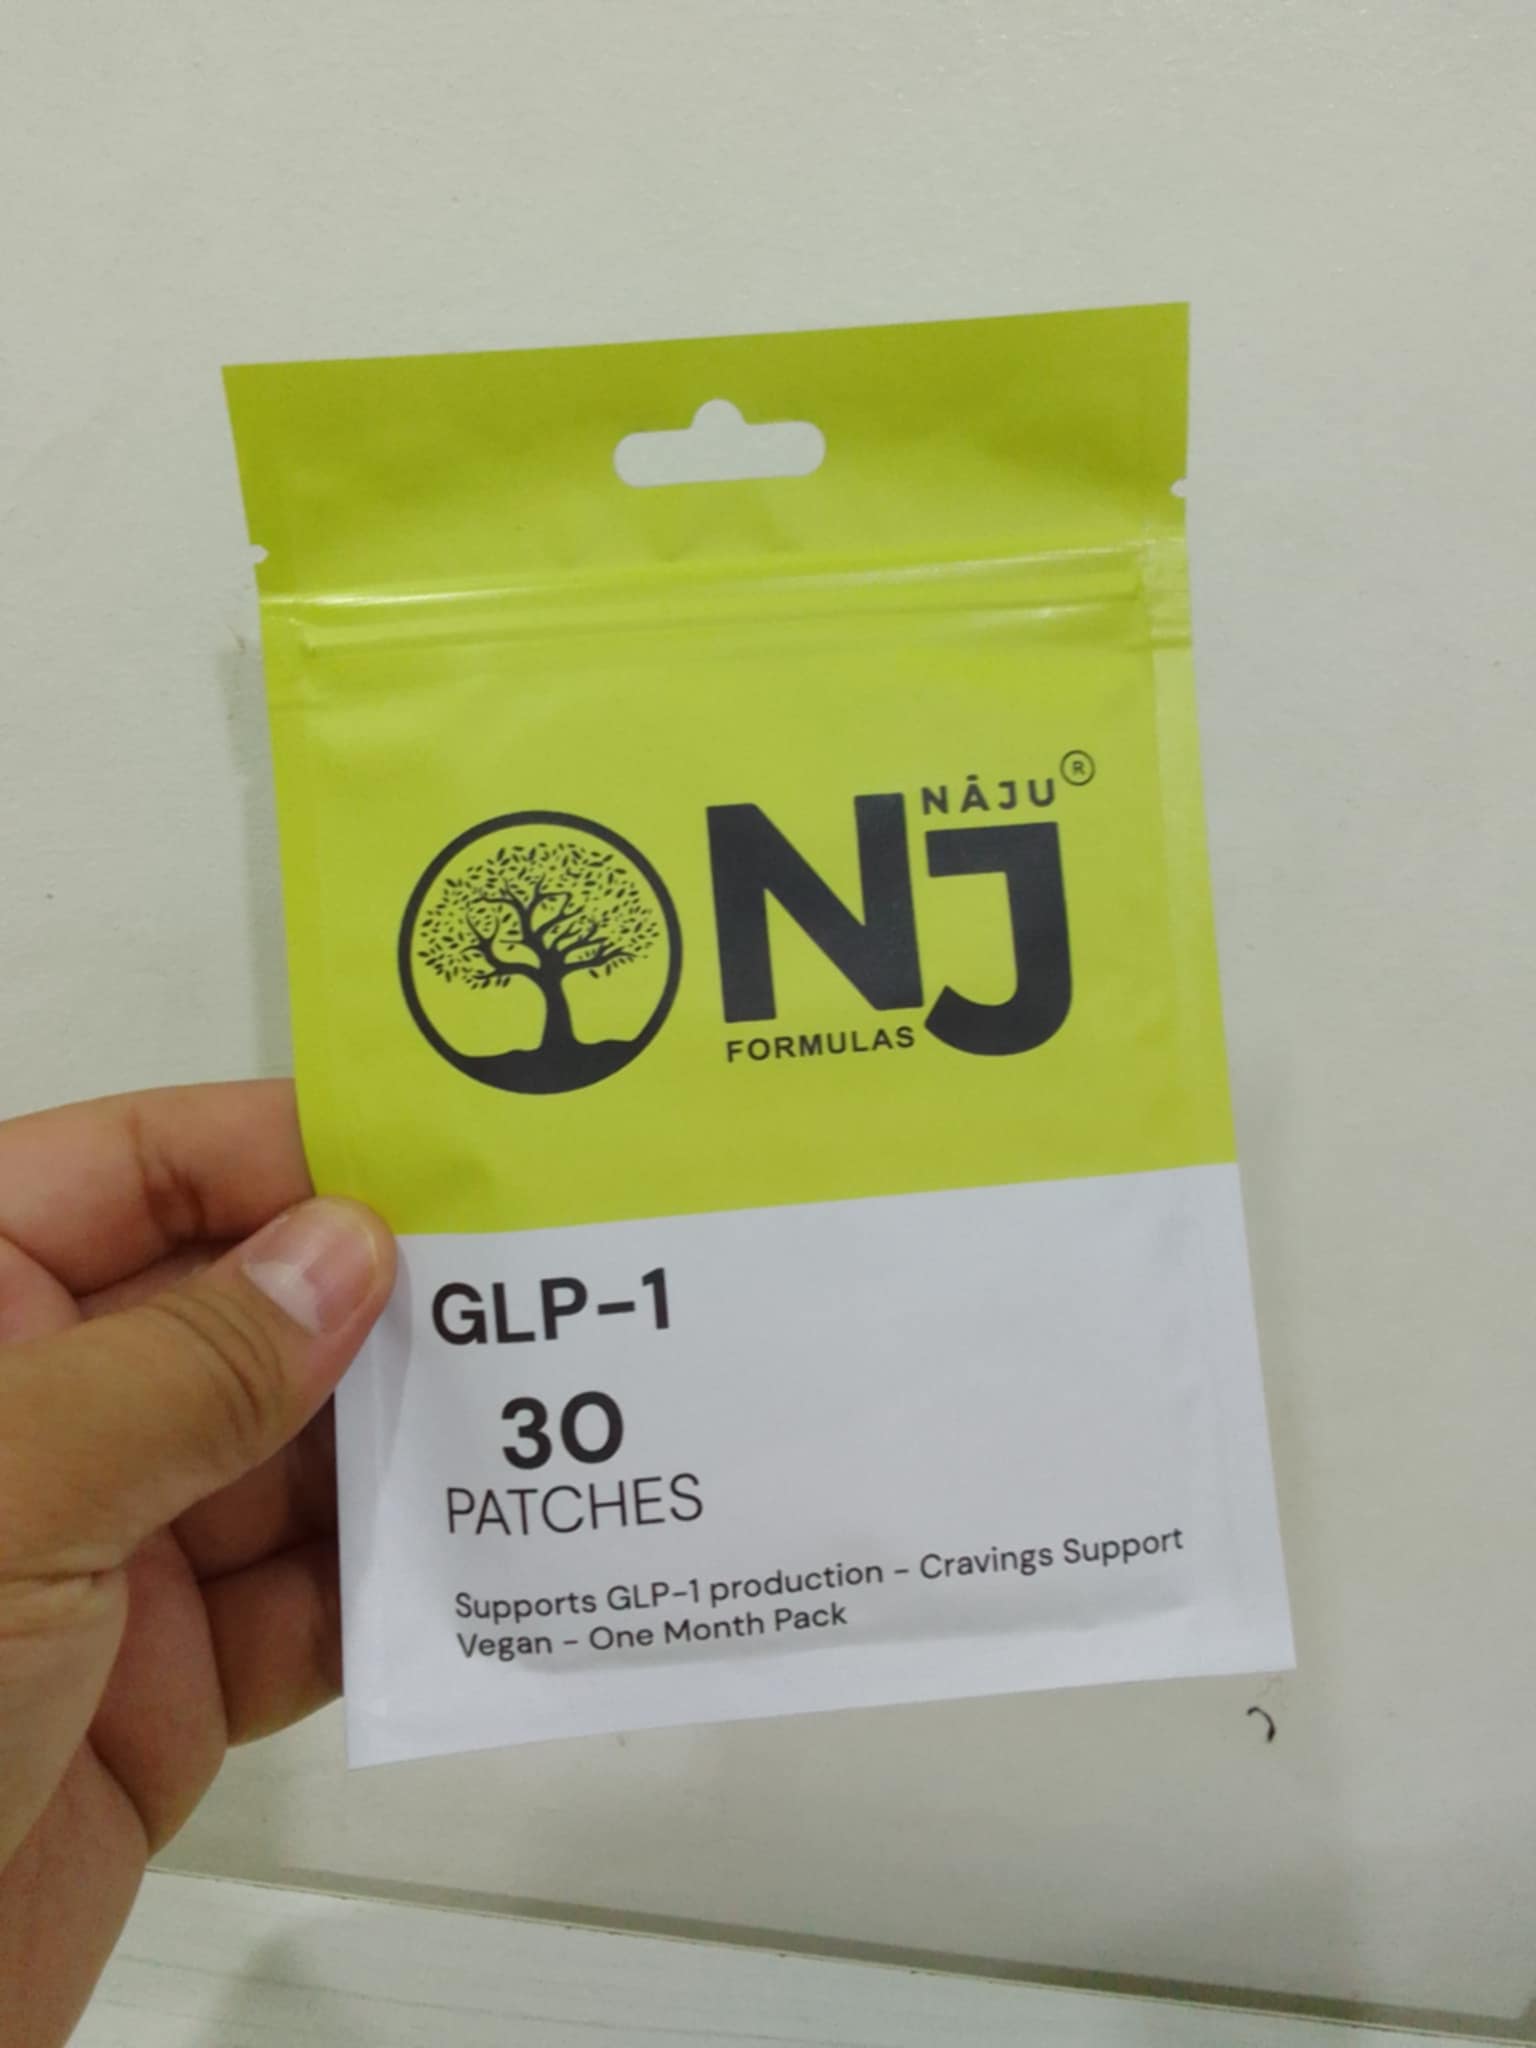 NĀJU®
NJ
FORMULAS
GLP-1
30
PATCHES
Supports GLP-1 production - Cravings Support
Vegan - One Month Pack